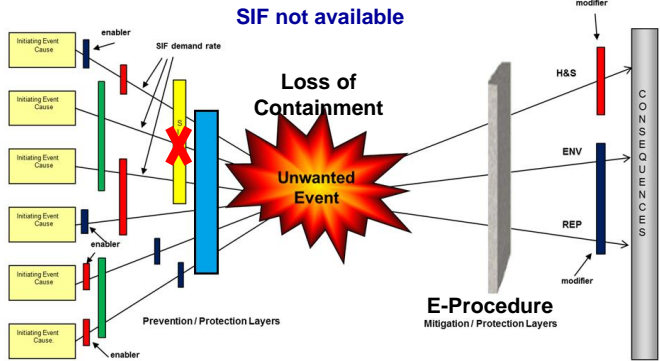 SIF not available
modifier
enabler
Initiating Event
Cause
SIF demand rate
H&S
Loss of
Containment
Initiating Event
Cause
S
Initiating Event
Cause
Unwanted
Event
ENV
Initiating Event
Cause
REP
enabler
Initiating Event
Cause
modifier
E-Procedure
Prevention / Protection Layers
Mitigation / Protection Layers
Initiating Event
Cause.
enabler
CONSEQUENCES